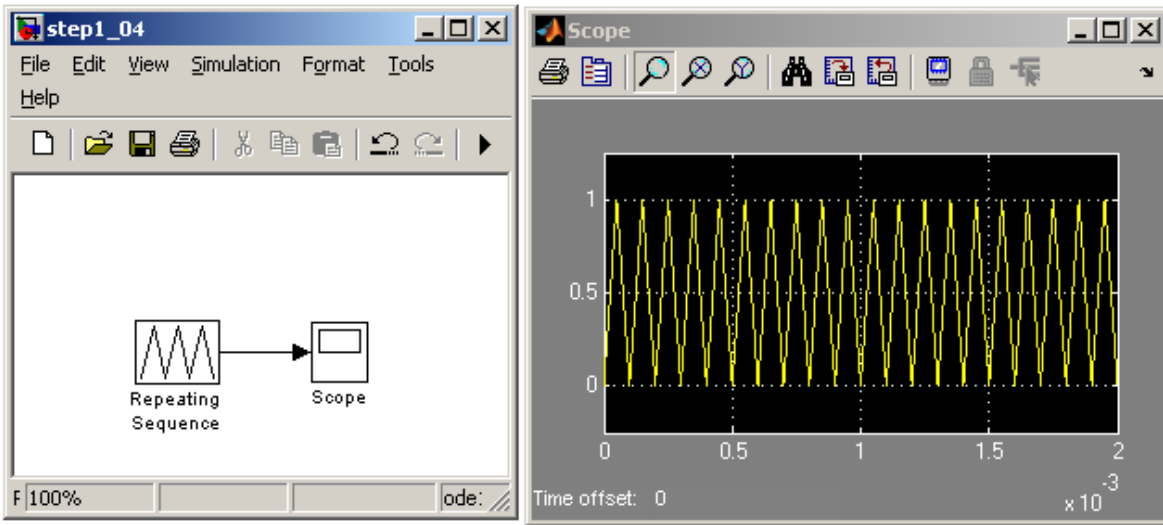 step1_04
File Edit View Simulation Format Tools
Help
Repeating
Sequence
Scope
F 100%
ode:
Scope
1
0.5
0
0 0.5 1 1.5 2
x 10
-3
Time offset: 0